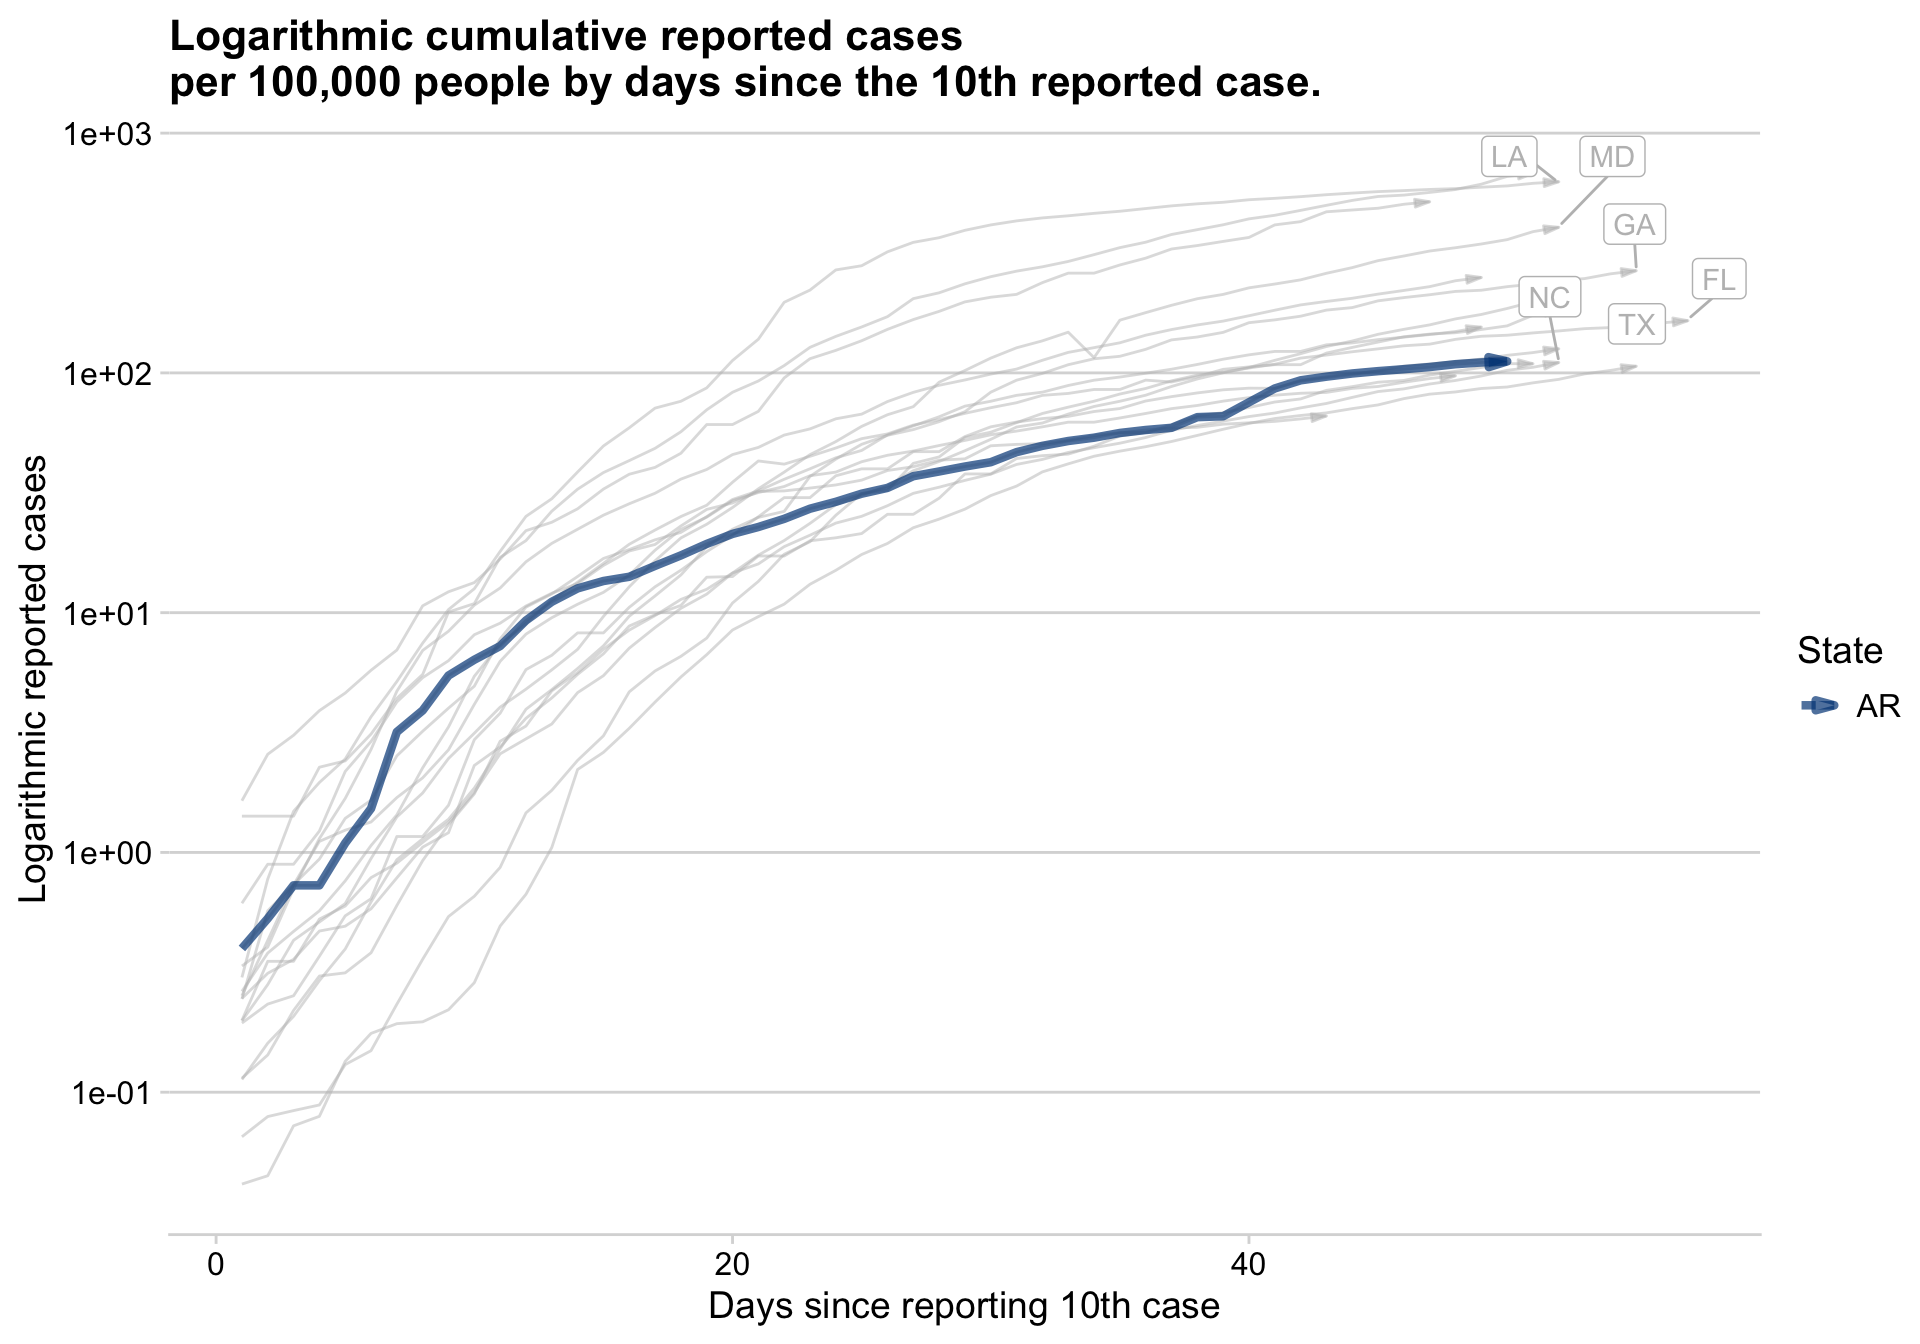 Logarithmic cumulative reported cases
per 100,000 people by days since the 10th reported case.
1e+03
1e+02
1e+01
1e+00
1e-01
Logarithmic reported cases
LA
MD
GA
FL
NC
TX
State
AR
0
20
40
Days since reporting 10th case